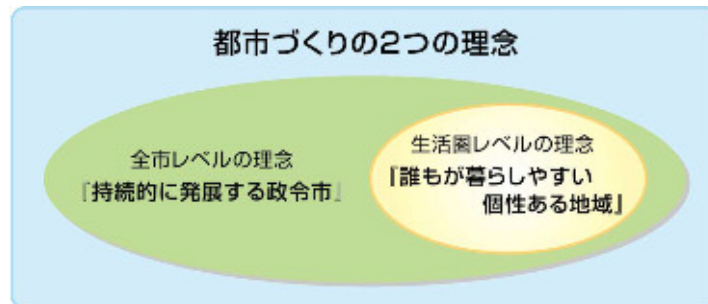 都市づくりの2つの理念
全市レベルの理念
『持続的に発展する政令市』
生活圏レベルの理念
『誰もが暮らしやすい
個性ある地域』